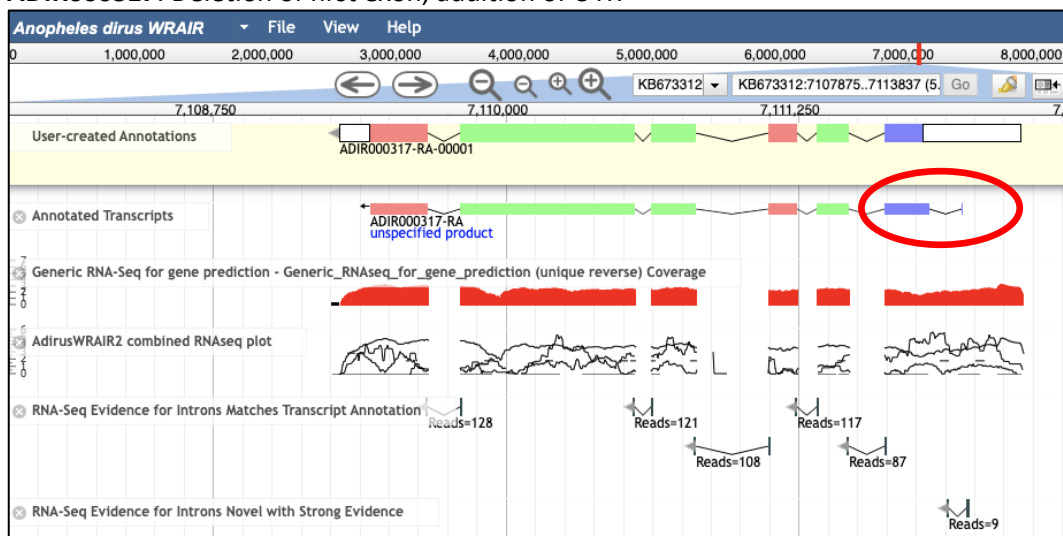 Anopheles dirus WRAIR File View Help
0 1,000,000 2,000,000 3,000,000 4,000,000 5,000,000 6,000,000 7,000,000 8,000,000
KB673312 KB673312:7107875..7113837 (5. Go
7,108,750 7,110,000 7,111,250 7,
User-created Annotations
ADIR000317-RA-00001
Annotated Transcripts
ADIR000317-RA
unspecified product
Generic RNA-Seq for gene prediction - Generic_RNAseq_for_gene_prediction (unique reverse) Coverage
AdirusWRAIR2 combined RNAseq plot
RNA-Seq Evidence for Introns Matches Transcript Annotation
Reads=128 Reads=121 Reads=117
Reads=108 Reads=87
RNA-Seq Evidence for Introns Novel with Strong Evidence
Reads=9